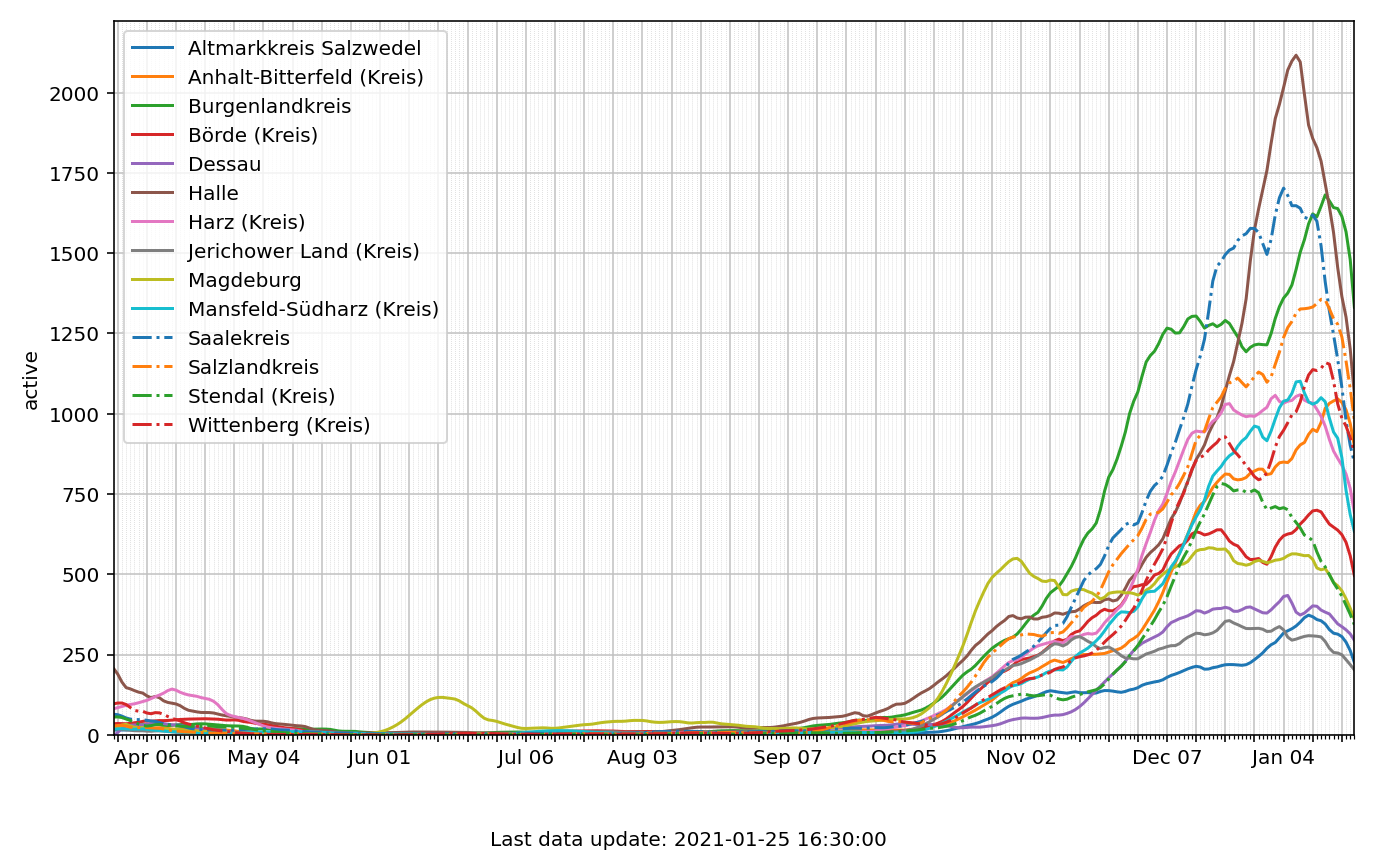 Altmarkkreis Salzwedel
Anhalt-Bitterfeld (Kreis)
Burgenlandkreis
Börde (Kreis)
Dessau
Halle
Harz (Kreis)
Jerichower Land (Kreis)
Magdeburg
Mansfeld-Südharz (Kreis)
Saalekreis
Salzlandkreis
Stendal (Kreis)
Wittenberg (Kreis)
active
2000
1750
1500
1250
1000
750
500
250
0
Apr 06 May 04 Jun 01 Jul 06 Aug 03 Sep 07 Oct 05 Nov 02 Dec 07 Jan 04
Last data update: 2021-01-25 16:30:00